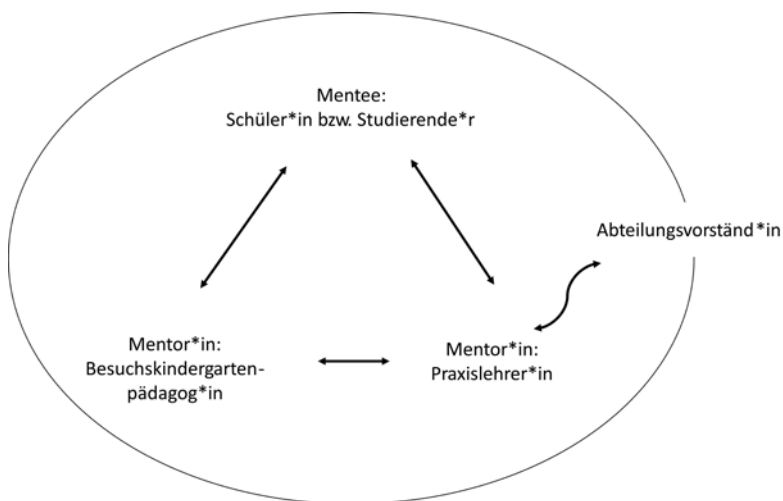 Mentee:
Schüler*in bzw. Studierende*r
Abteilungsvorständ*in
Mentor*in:
Besuchskindergarten-
pädagog*in
Mentor*in:
Praxislehrer*in